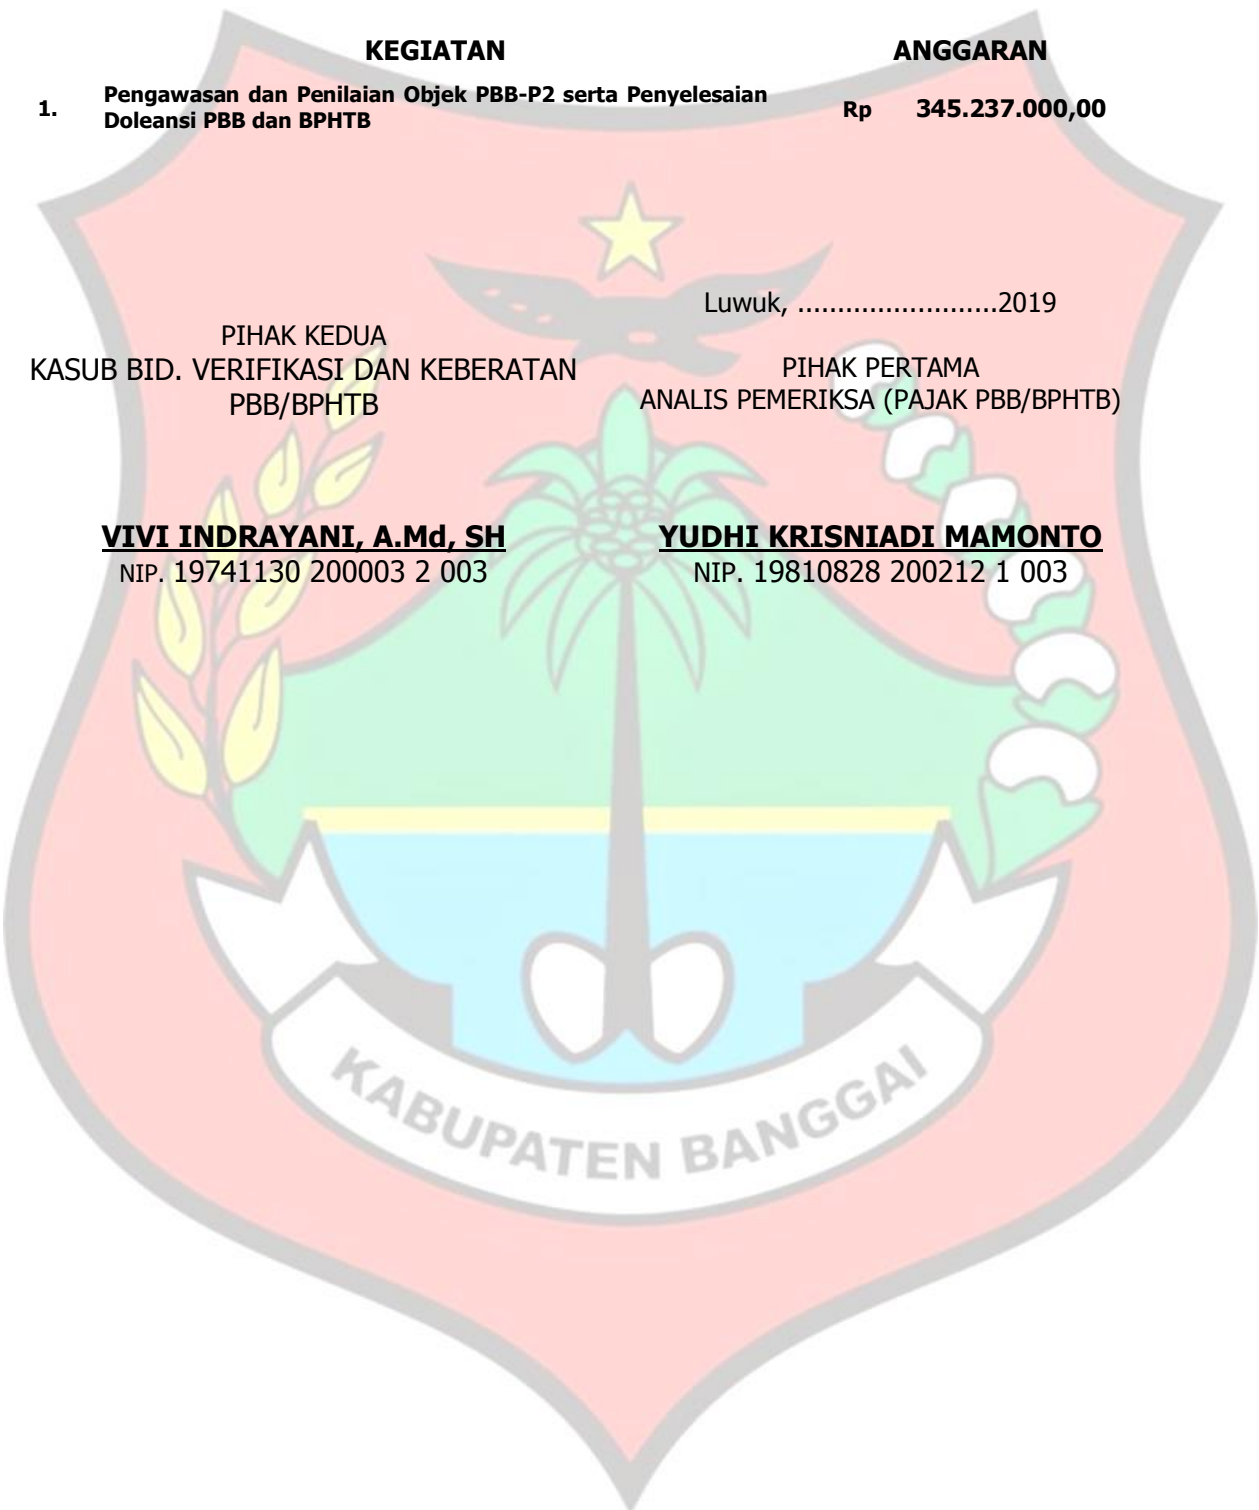 KEGIATAN ANGGARAN
1. Pengawasan dan Penilaian Objek PBB-P2 serta Penyelesaian
Doleansi PBB dan BPHTB Rp 345.237.000,00
Luwuk, .........................2019
PIHAK KEDUA
KASUB BID. VERIFIKASI DAN KEBERATAN
PBB/BPHTB
PIHAK PERTAMA
ANALIS PEMERIKSA (PAJAK PBB/BPHTB)
VIVI INDRAYANI, A.Md, SH
NIP. 19741130 200003 2 003
YUDHI KRISNIADI MAMONTO
NIP. 19810828 200212 1 003
KABUPATEN BANGGAI